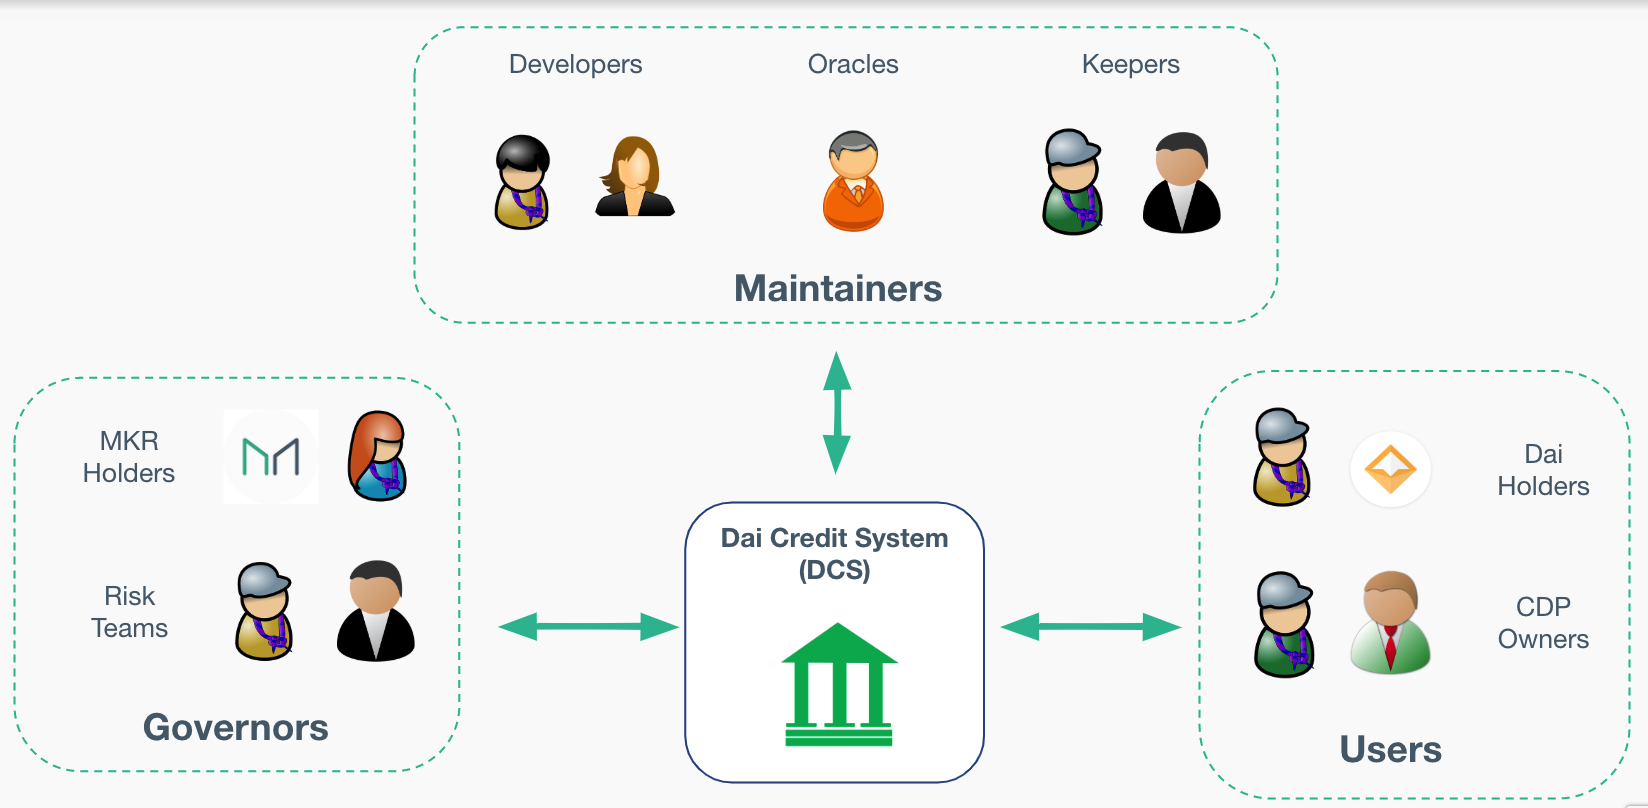 Developers
Oracles
Keepers
Maintainers
MKR
Holders
Risk
Teams
Governors
Dai Credit System
(DCS)
Dai
Holders
CDP
Owners
Users